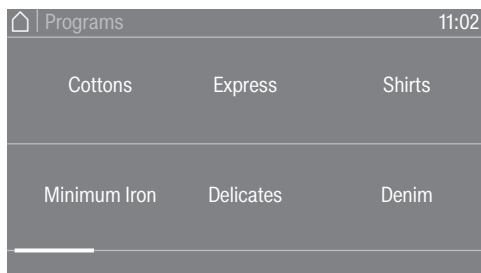 Programs 11:02
Cottons Express Shirts
Minimum Iron Delicates Denim